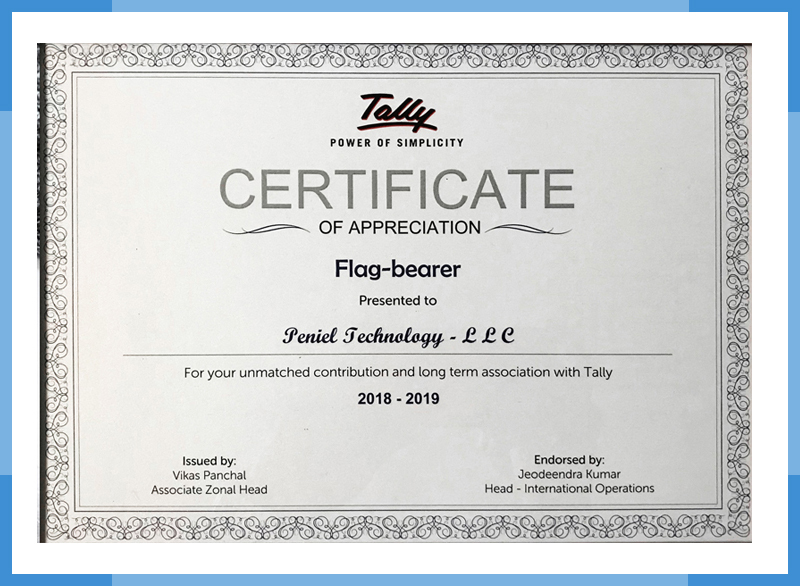 Tally
POWER OF SIMPLICITY
CERTIFICATE
OF APPRECIATION
Flag-bearer
Presented to
Peniel Technology - L L C
For your unmatched contribution and long term association with Tally
2018 - 2019
Issued by:
Vikas Panchal
Associate Zonal Head
Endorsed by:
Jeodeendra Kumar
Head - International Operations